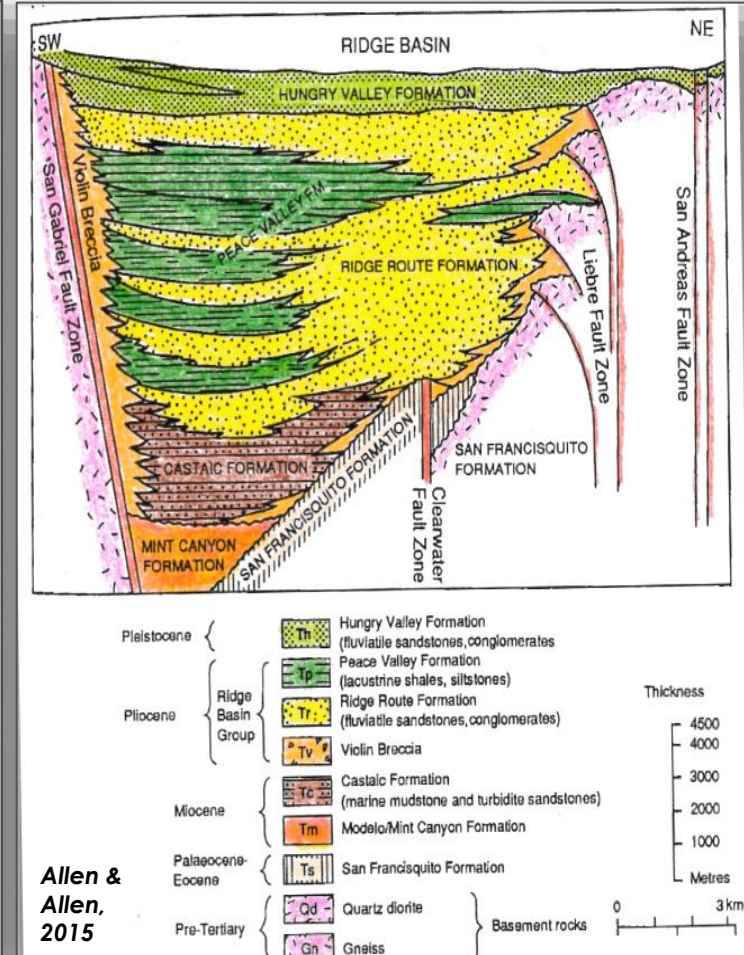 SW
NE
RIDGE BASIN
HUNGRY VALLEY FORMATION
San Gabriel Fault Zone
Violin Breccia
PEACE VALLEY FM
RIDGE ROUTE FORMATION
Liebre Fault Zone
San Andreas Fault Zone
CASTAIC FORMATION
SAN FRANCISQUITO FORMATION
SAN FRANCISQUITO
FORMATION
Clearwater
Fault Zone
MINT CANYON
FORMATION
Pleistocene
Th
Hungry Valley Formation
(fluviatile sandstones,conglomerates
Pliocene
Ridge
Basin
Group
Tp
Peace Valley Formation
(lacustrine shales, siltstones)
Tr
Ridge Route Formation
(fluviatile sandstones,conglomerates)
Tv
Violin Breccia
Miocene
Tc
Castaic Formation
(marine mudstone and turbidite sandstones)
Tm
Modelo/Mint Canyon Formation
Palaeocene-
Eocene
Ts
San Francisquito Formation
Pre-Tertiary
Qd
Quartz diorite
Gn
Gneiss
Basement rocks
Thickness
4500
4000
3000
2000
1000
Metres
0
3 km
Allen &
Allen,
2015